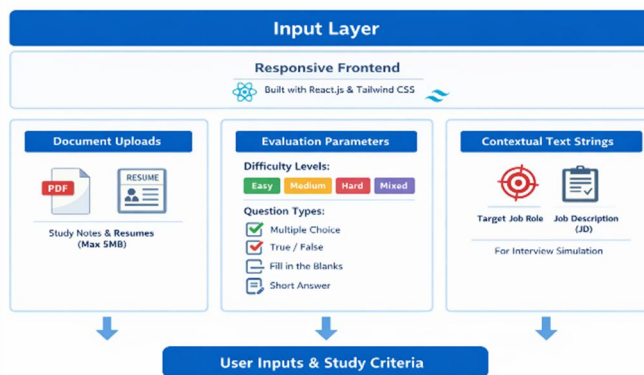 Input Layer
Responsive Frontend
Built with React.js & Tailwind CSS
Document Uploads
PDF
RESUME
Study Notes & Resumes
(Max 5MB)
Evaluation Parameters
Difficulty Levels:
Easy Medium Hard Mixed
Question Types:
Multiple Choice
True / False
Fill in the Blanks
Short Answer
Contextual Text Strings
Target Job Role
Job Description
(JD)
For Interview Simulation
User Inputs & Study Criteria